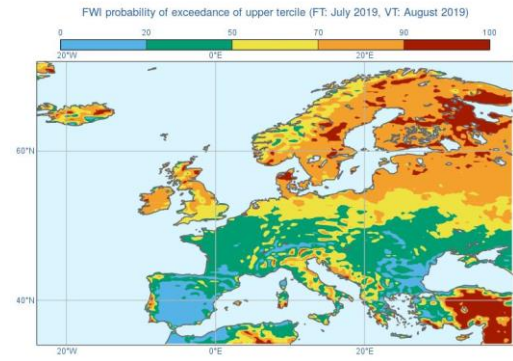 FWI probability of exceedance of upper tercile (FT: July 2019, VT: August 2019)
0 20 50 70 90 100
20°W 0°E 20°E
60°N
40°N
20°W 0°E 20°E